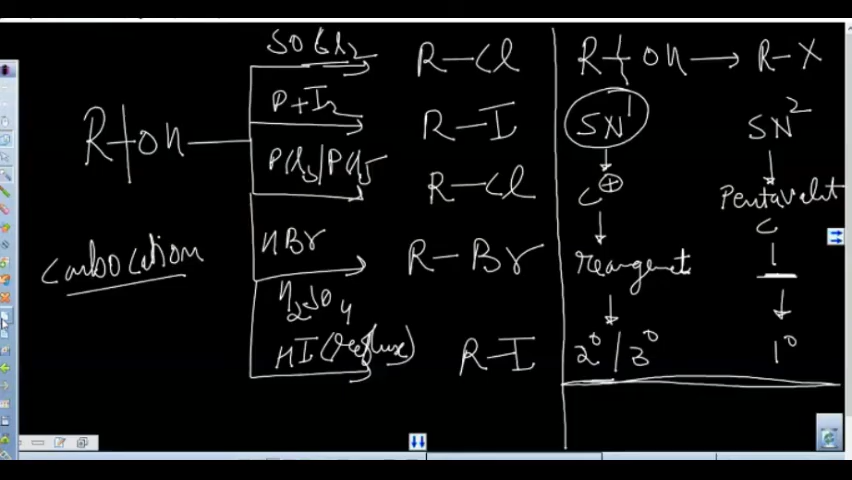 SOCl2
R-Cl
R-OH
P+I2
R-I
PCl3/PCl5
R-Cl
Carbocation
HBr
R-Br
H2SO4
HI(Reflux)
R-I
R-OH → R-X
SN1
SN2
C⊕
Pentavalent
C
rearrangement
2°/3°
1°